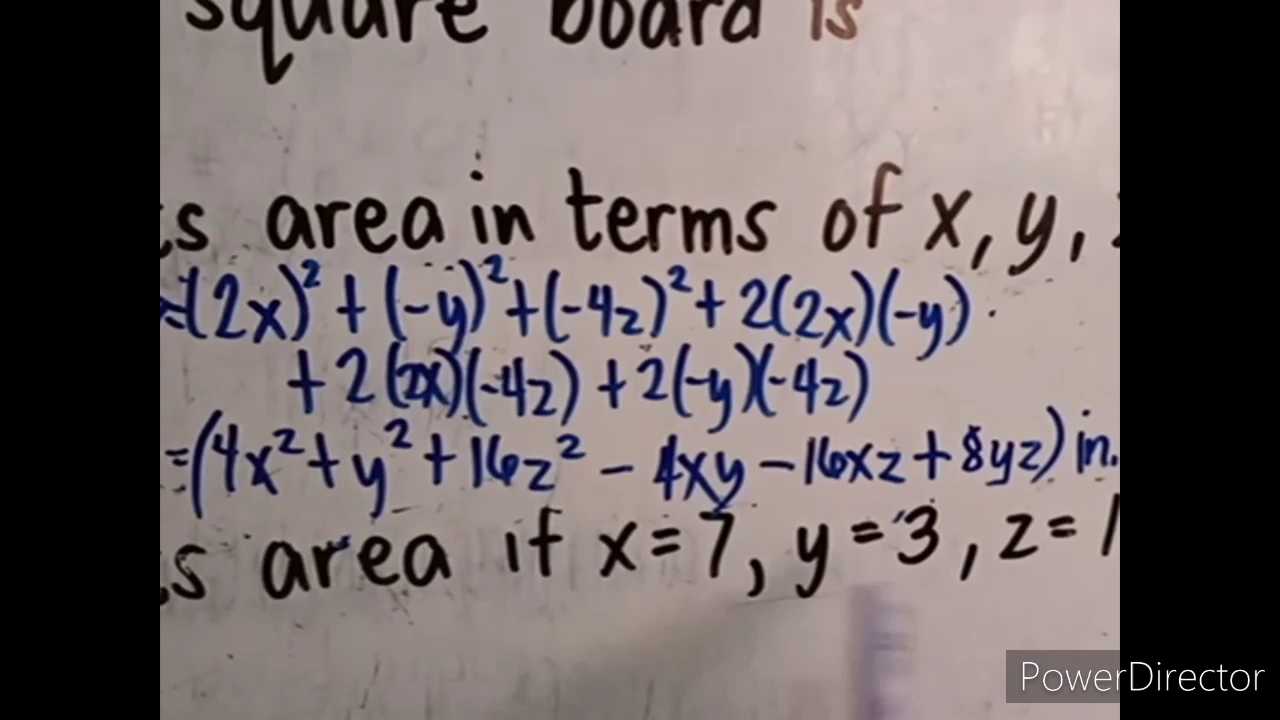 square board is
s area in terms of x, y,
=(2x)² + (-y)² + (-4z)² + 2(2x)(-y)
+ 2(2x)(-4z) + 2(-y)(-4z)
=(4x² + y² + 16z² - 4xy - 16xz + 8yz) in.
s area if x = 7, y = 3, z = 1
PowerDirector